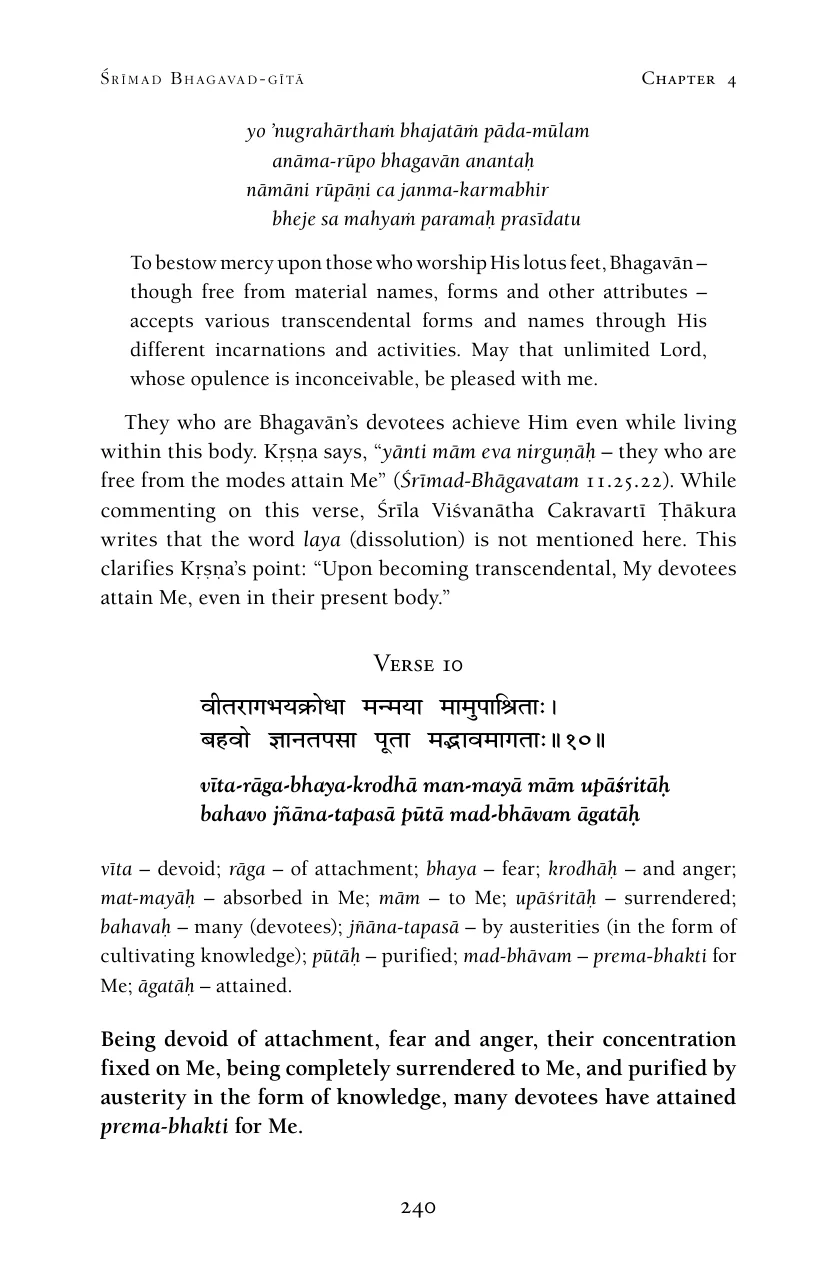 Śrīmad Bhagavad-gītā Chapter 4
yo ’nugrahārthaṁ bhajatāṁ pāda-mūlam
anāma-rūpo bhagavān anantaḥ
nāmāni rūpāṇi ca janma-karmabhir
bheje sa mahyaṁ paramaḥ prasīdatu
To bestow mercy upon those who worship His lotus feet, Bhagavān –
though free from material names, forms and other attributes –
accepts various transcendental forms and names through His
different incarnations and activities. May that unlimited Lord,
whose opulence is inconceivable, be pleased with me.
They who are Bhagavān’s devotees achieve Him even while living
within this body. Kṛṣṇa says, “yānti mām eva nirguṇāḥ – they who are
free from the modes attain Me” (Śrīmad-Bhāgavatam 11.25.22). While
commenting on this verse, Śrīla Viśvanātha Cakravartī Ṭhākura
writes that the word laya (dissolution) is not mentioned here. This
clarifies Kṛṣṇa’s point: “Upon becoming transcendental, My devotees
attain Me, even in their present body.”
Verse 10
वीतरागभयक्रोधा मन्मया मामुपाश्रिताः।
बहवो ज्ञानतपसा पूता मद्भावमागताः॥१०॥
vīta-rāga-bhaya-krodhā man-mayā mām upāśritāḥ
bahavo jñāna-tapasā pūtā mad-bhāvam āgatāḥ
vīta – devoid; rāga – of attachment; bhaya – fear; krodhāḥ – and anger;
mat-mayāḥ – absorbed in Me; mām – to Me; upāśritāḥ – surrendered;
bahavaḥ – many (devotees); jñāna-tapasā – by austerities (in the form of
cultivating knowledge); pūtāḥ – purified; mad-bhāvam – prema-bhakti for
Me; āgatāḥ – attained.
Being devoid of attachment, fear and anger, their concentration
fixed on Me, being completely surrendered to Me, and purified by
austerity in the form of knowledge, many devotees have attained
prema-bhakti for Me.
240